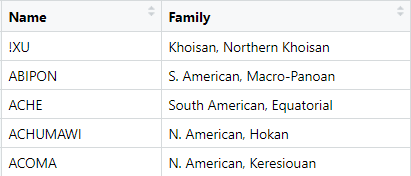 Name Family
!XU Khoisan, Northern Khoisan
ABIPON S. American, Macro-Panoan
ACHE South American, Equatorial
ACHUMAWI N. American, Hokan
ACOMA N. American, Keresiouan